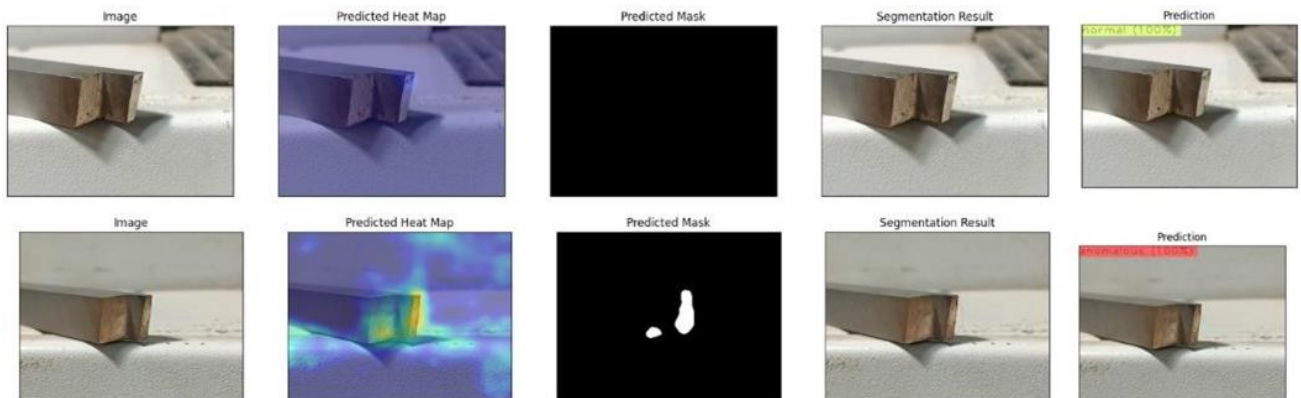 Image
Predicted Heat Map
Predicted Mask
Segmentation Result
Prediction
normal (100%)
Image
Predicted Heat Map
Predicted Mask
Segmentation Result
Prediction
anomalous (100%)